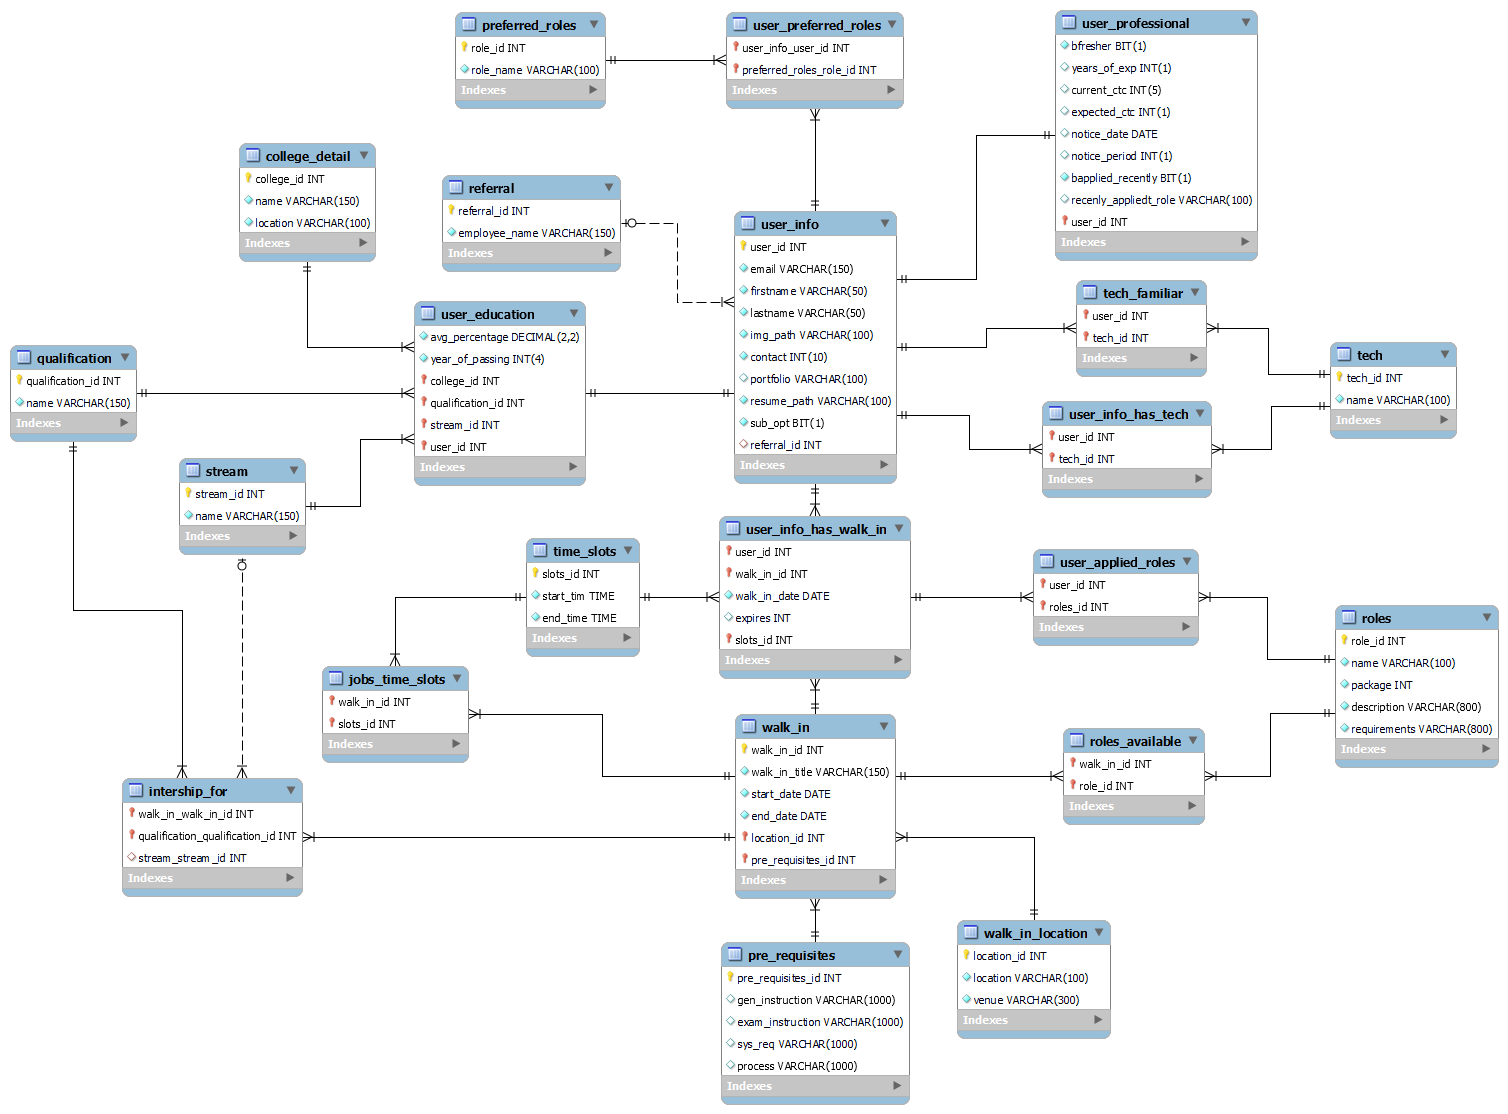 preferred_roles
role_id INT
role_name VARCHAR(100)
Indexes
user_preferred_roles
user_info_user_id INT
preferred_roles_role_id INT
Indexes
user_professional
bfresher BIT(1)
years_of_exp INT(1)
current_ctc INT(5)
expected_ctc INT(1)
notice_date DATE
notice_period INT(1)
bapplied_recently BIT(1)
recenly_appliedt_role VARCHAR(100)
user_id INT
Indexes
college_detail
college_id INT
name VARCHAR(150)
location VARCHAR(100)
Indexes
referral
referral_id INT
employee_name VARCHAR(150)
Indexes
user_info
user_id INT
email VARCHAR(150)
firstname VARCHAR(50)
lastname VARCHAR(50)
img_path VARCHAR(100)
contact INT(10)
portfolio VARCHAR(100)
resume_path VARCHAR(100)
sub_opt BIT(1)
referral_id INT
Indexes
tech_familiar
user_id INT
tech_id INT
Indexes
user_education
avg_percentage DECIMAL(2,2)
year_of_passing INT(4)
college_id INT
qualification_id INT
stream_id INT
user_id INT
Indexes
qualification
qualification_id INT
name VARCHAR(150)
Indexes
tech
tech_id INT
name VARCHAR(100)
Indexes
user_info_has_tech
user_id INT
tech_id INT
Indexes
stream
stream_id INT
name VARCHAR(150)
Indexes
time_slots
slots_id INT
start_tim TIME
end_time TIME
Indexes
user_info_has_walk_in
user_id INT
walk_in_id INT
walk_in_date DATE
expires INT
slots_id INT
Indexes
user_applied_roles
user_id INT
roles_id INT
Indexes
roles
role_id INT
name VARCHAR(100)
package INT
description VARCHAR(800)
requirements VARCHAR(800)
Indexes
jobs_time_slots
walk_in_id INT
slots_id INT
Indexes
walk_in
walk_in_id INT
walk_in_title VARCHAR(150)
start_date DATE
end_date DATE
location_id INT
pre_requisites_id INT
Indexes
roles_available
walk_in_id INT
role_id INT
Indexes
intership_for
walk_in_walk_in_id INT
qualification_qualification_id INT
stream_stream_id INT
Indexes
walk_in_location
location_id INT
location VARCHAR(100)
venue VARCHAR(300)
Indexes
pre_requisites
pre_requisites_id INT
gen_instruction VARCHAR(1000)
exam_instruction VARCHAR(1000)
sys_req VARCHAR(1000)
process VARCHAR(1000)
Indexes